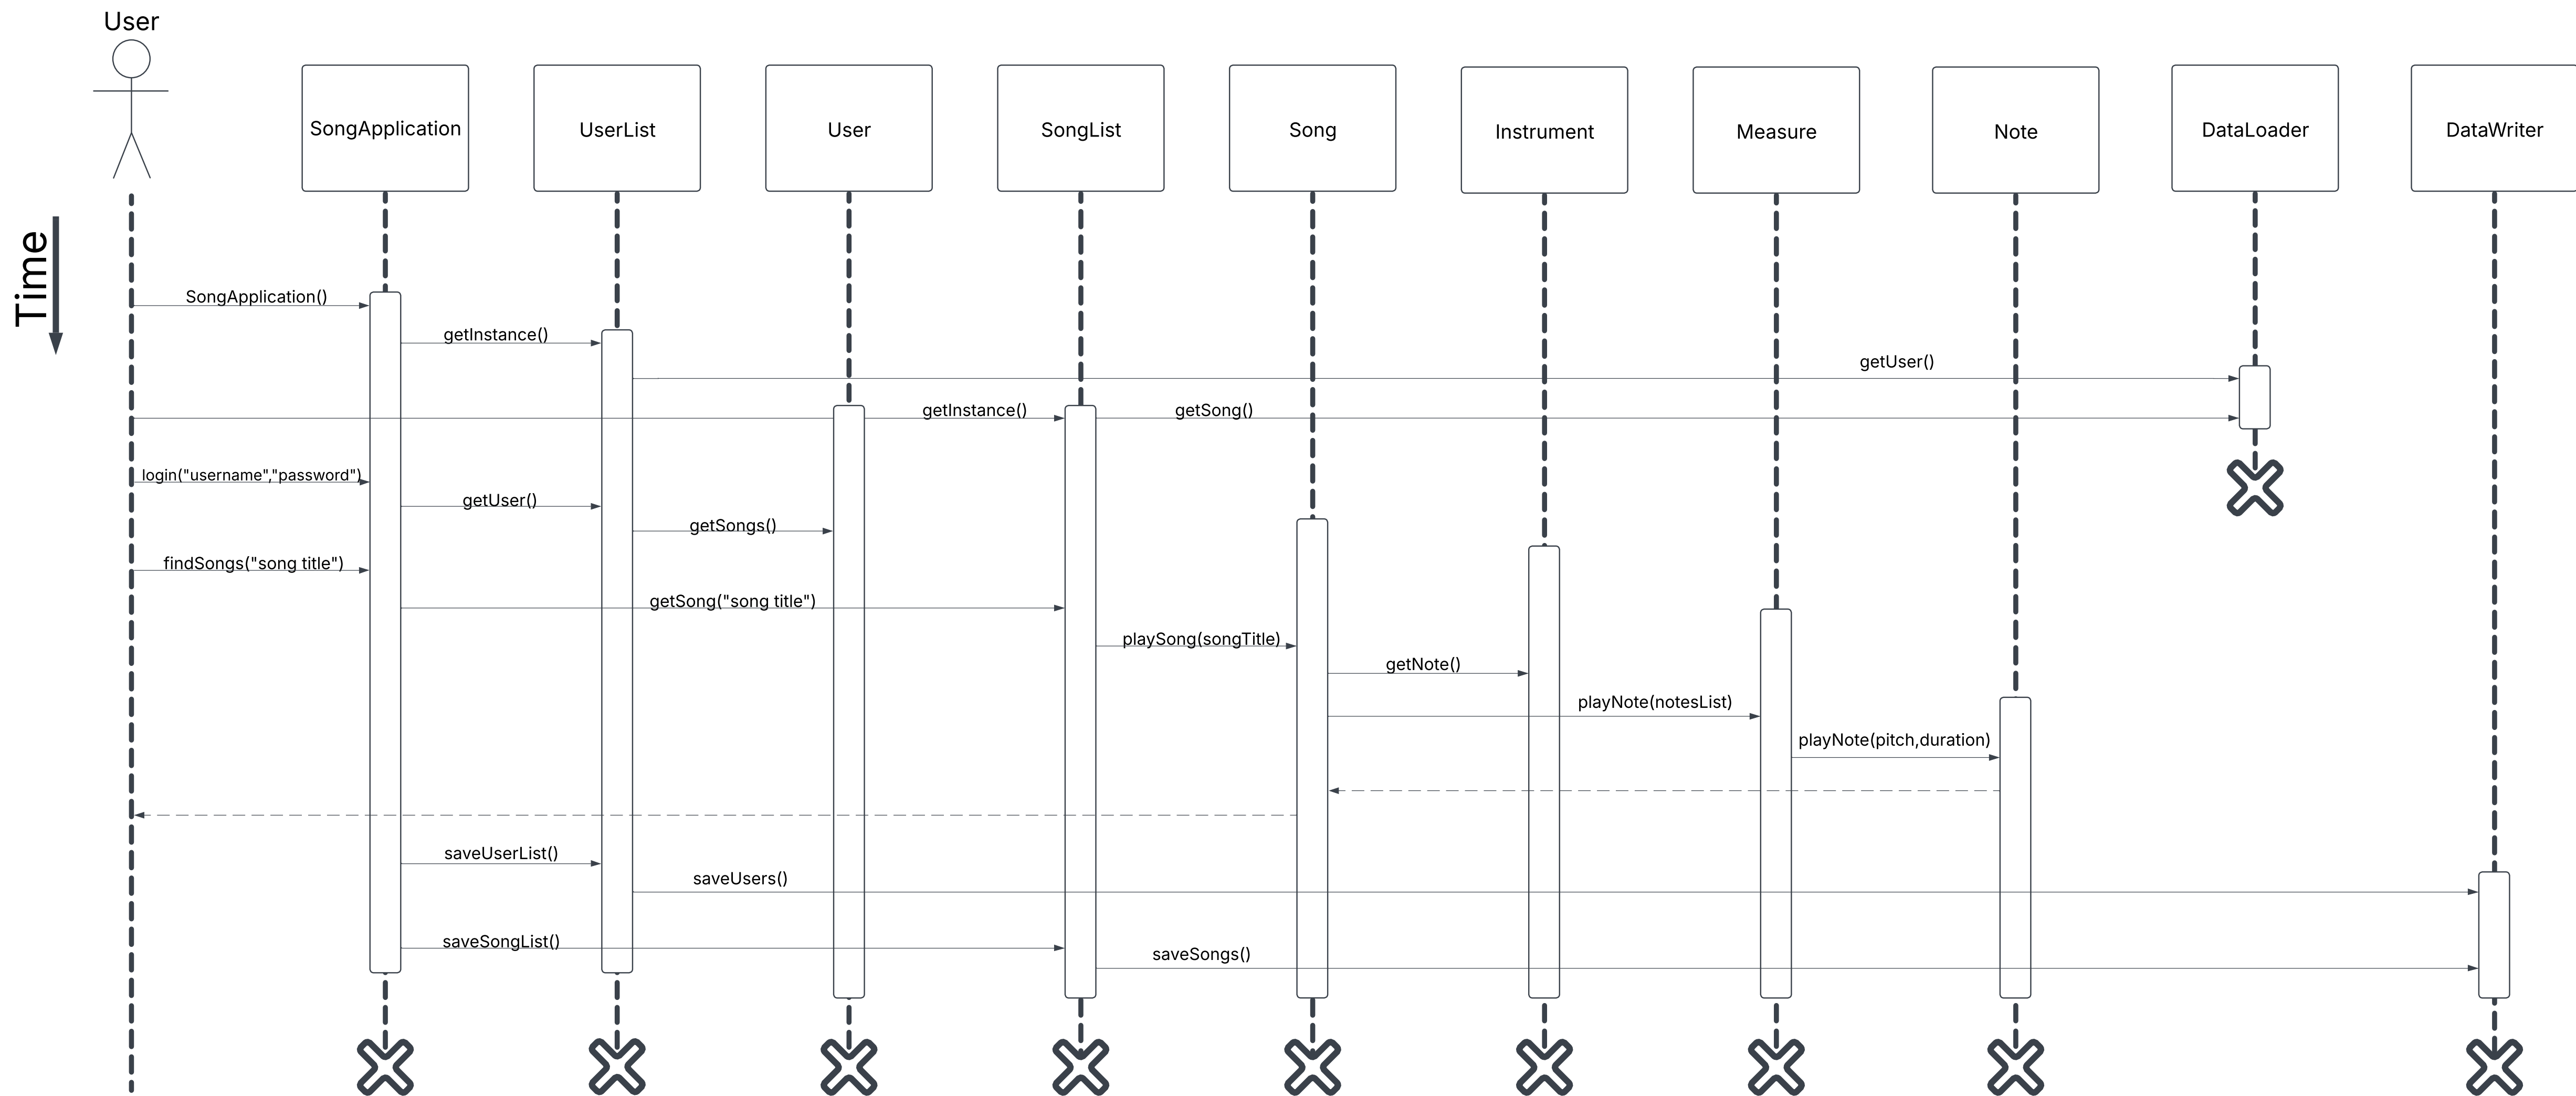 User
SongApplication
UserList
User
SongList
Song
Instrument
Measure
Note
DataLoader
DataWriter
Time
SongApplication()
getInstance()
getUser()
getInstance()
getSong()
login("username","password")
getUser()
getSongs()
findSongs("song title")
getSong("song title")
playSong(songTitle)
getNote()
playNote(notesList)
playNote(pitch,duration)
saveUserList()
saveUsers()
saveSongList()
saveSongs()